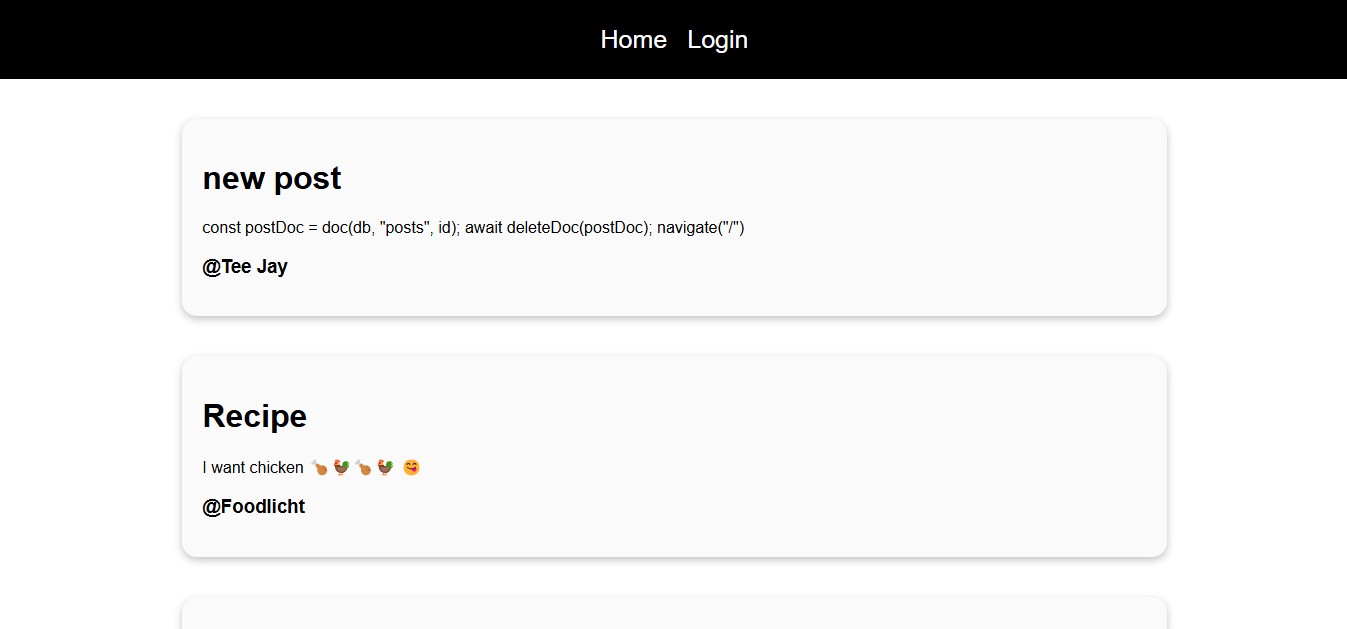 Home Login
new post
const postDoc = doc(db, "posts", id); await deleteDoc(postDoc); navigate("/")
@Tee Jay
Recipe
I want chicken 🍗🐓🍗🐓 😋
@Foodlicht